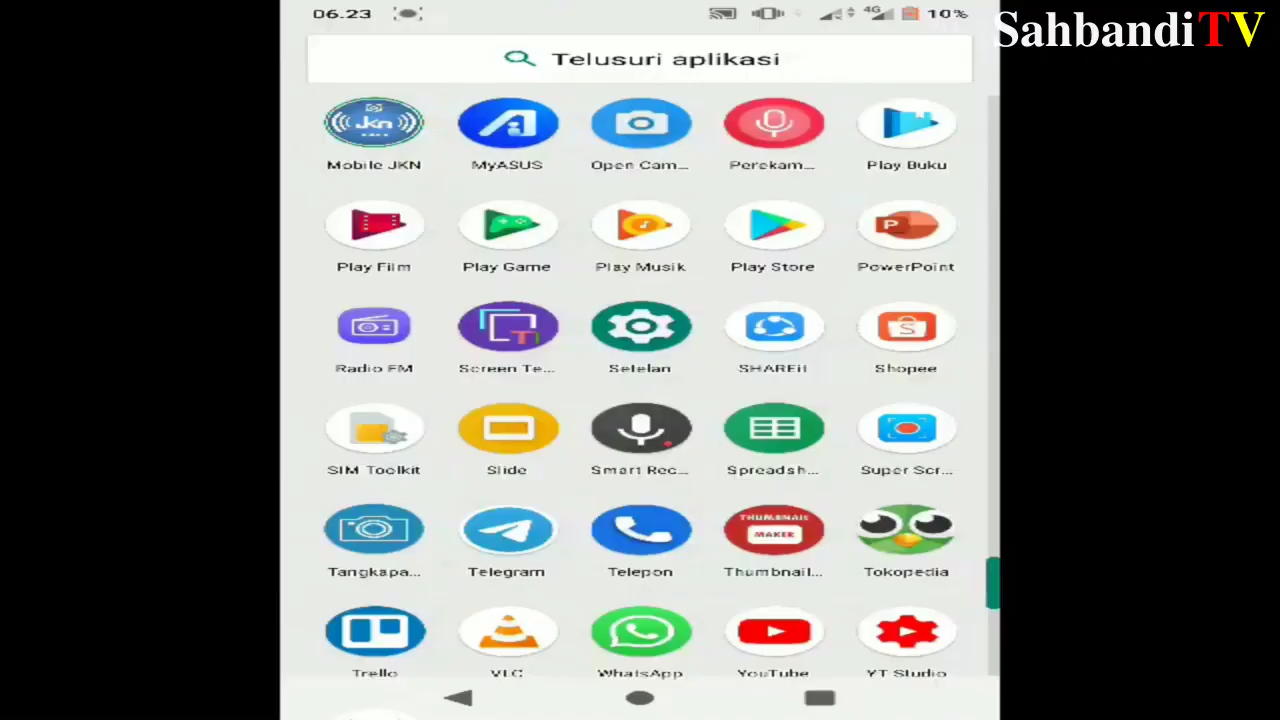 06.23 4G 10%
SahbandiTV
Telusuri aplikasi
Jkn
Mobile JKN MyASUS Open Cam... Perekam... Play Buku
P
Play Film Play Game Play Musik Play Store PowerPoint
Radio FM Screen Te... Setelan SHAREit Shopee
SIM Toolkit Slide Smart Rec... Spreadsh... Super Scr...
THUMBNAIL
MAKER
Tangkapa... Telegram Telepon Thumbnail... Tokopedia
Trello VLC WhatsApp YouTube YT Studio